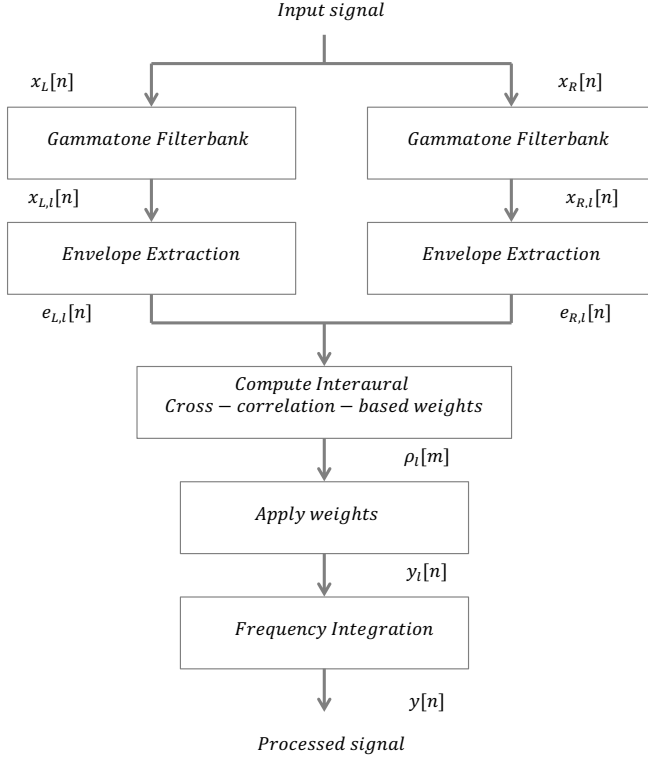 Input signal
x_L[n] x_R[n]
Gammatone Filterbank Gammatone Filterbank
x_{L,l}[n] x_{R,l}[n]
Envelope Extraction Envelope Extraction
e_{L,l}[n] e_{R,l}[n]
Compute Interaural
Cross − correlation − based weights
ρ_l[m]
Apply weights
y_l[n]
Frequency Integration
y[n]
Processed signal